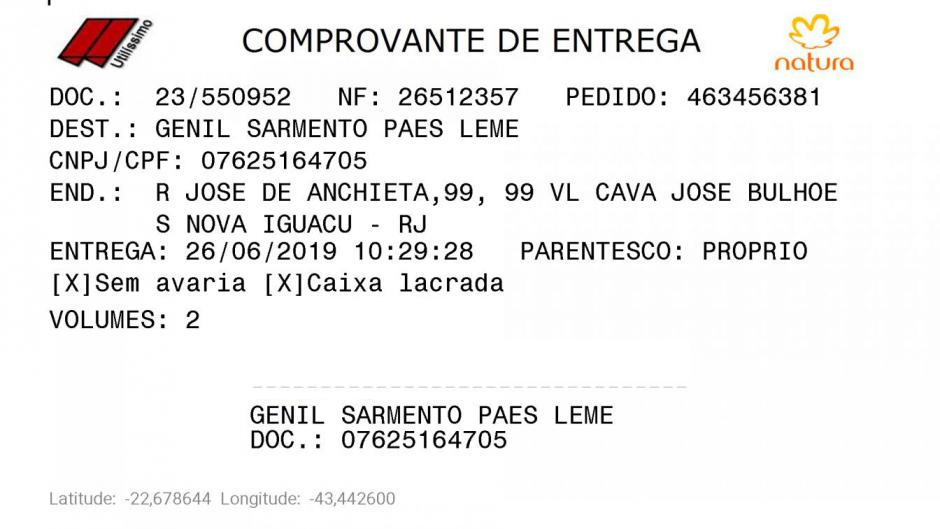 Utilíssimo
COMPROVANTE DE ENTREGA
natura
DOC.: 23/550952 NF: 26512357 PEDIDO: 463456381
DEST.: GENIL SARMENTO PAES LEME
CNPJ/CPF: 07625164705
END.: R JOSE DE ANCHIETA,99, 99 VL CAVA JOSE BULHOE
S NOVA IGUACU - RJ
ENTREGA: 26/06/2019 10:29:28 PARENTESCO: PROPRIO
[X]Sem avaria [X]Caixa lacrada
VOLUMES: 2
GENIL SARMENTO PAES LEME
DOC.: 07625164705
Latitude: -22,678644 Longitude: -43,442600